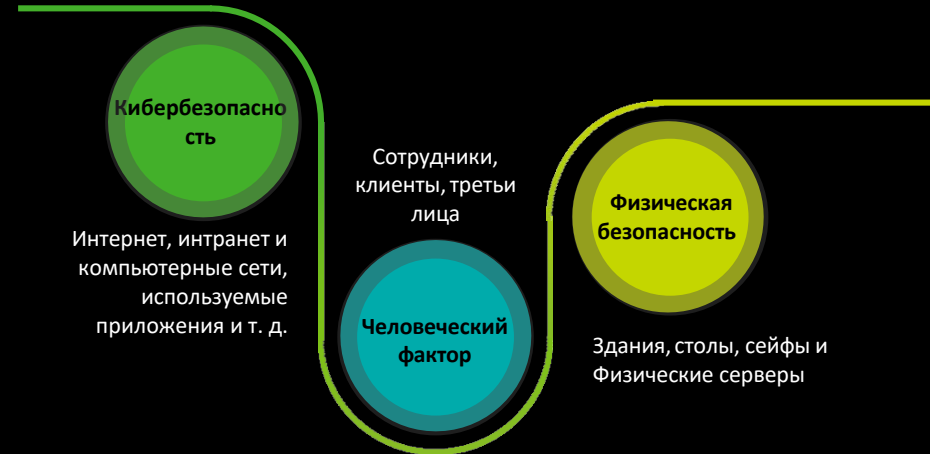 Кибербезопасно
сть
Интернет, интранет и
компьютерные сети,
используемые
приложения и т. д.
Сотрудники,
клиенты, третьи
лица
Человеческий
фактор
Физическая
безопасность
Здания, столы, сейфы и
Физические серверы